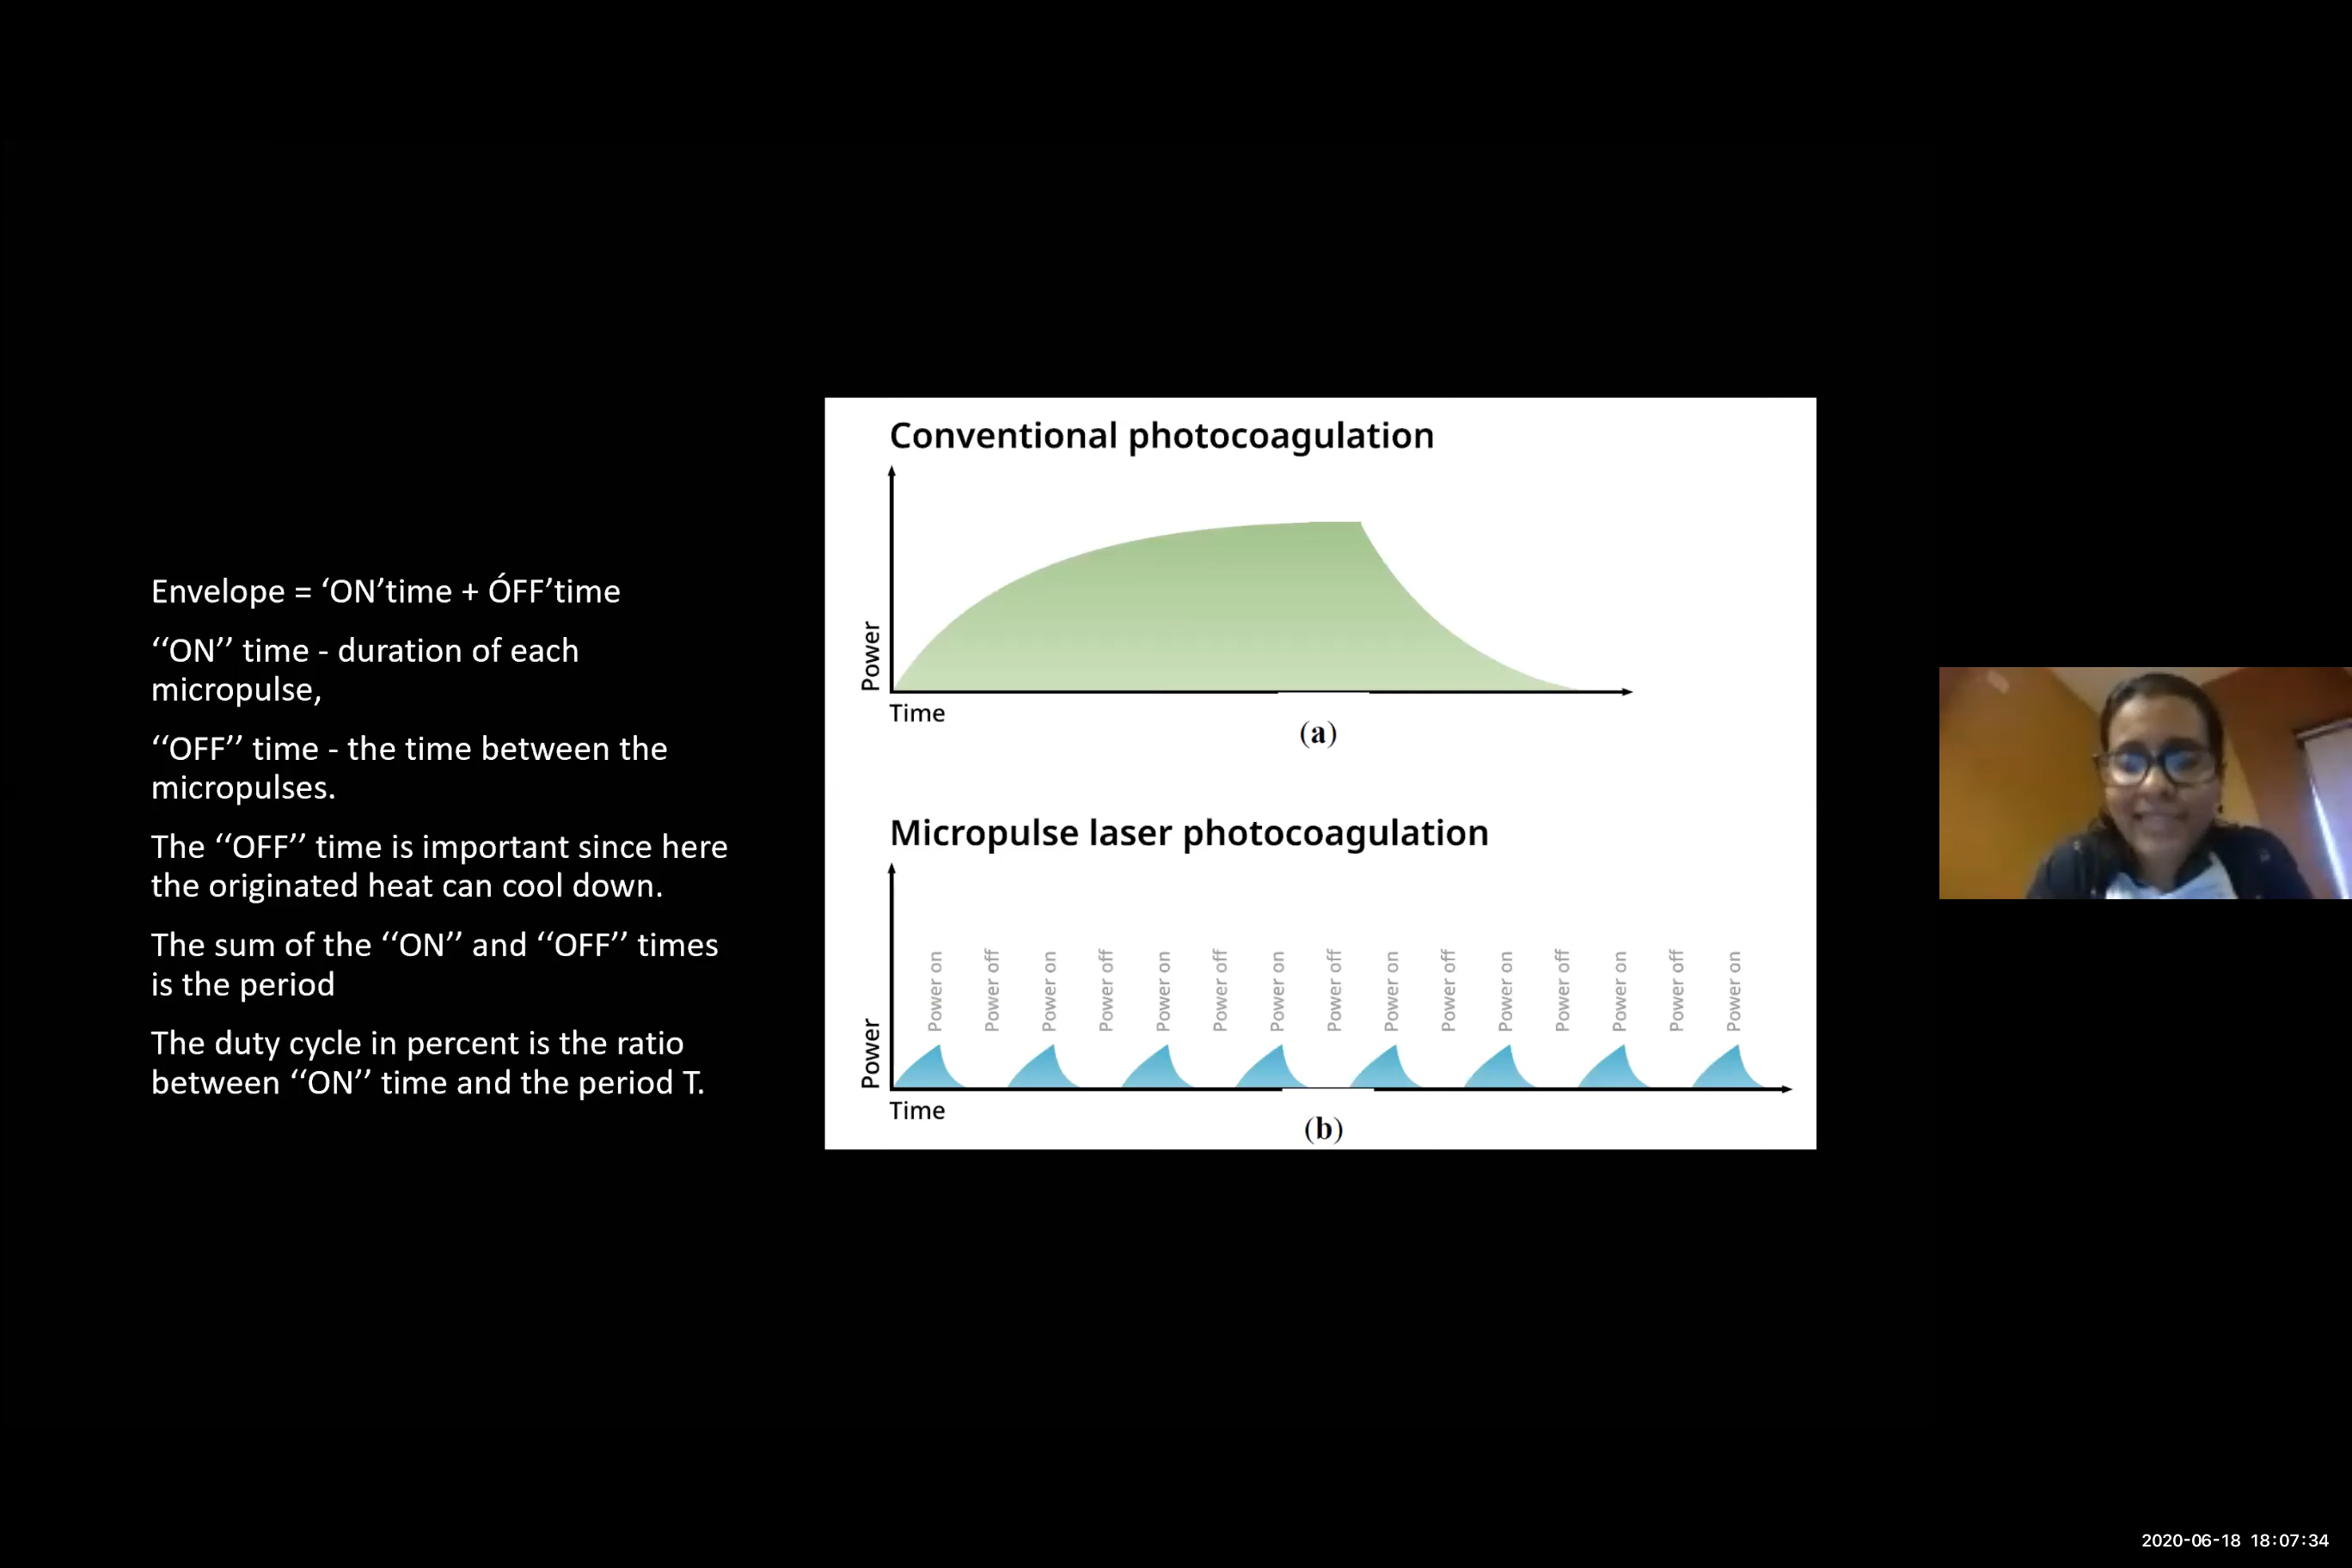 Envelope = ‘ON’time + ÓFF’time
‘‘ON’’ time - duration of each
micropulse,
‘‘OFF’’ time - the time between the
micropulses.
The ‘‘OFF’’ time is important since here
the originated heat can cool down.
The sum of the ‘‘ON’’ and ‘‘OFF’’ times
is the period
The duty cycle in percent is the ratio
between ‘‘ON’’ time and the period T.
Conventional photocoagulation
Power
Time
(a)
Micropulse laser photocoagulation
Power
Power on
Power off
Power on
Power off
Power on
Power off
Power on
Power off
Power on
Power off
Power on
Power off
Power on
Power off
Power on
Time
(b)
2020-06-18 18:07:34